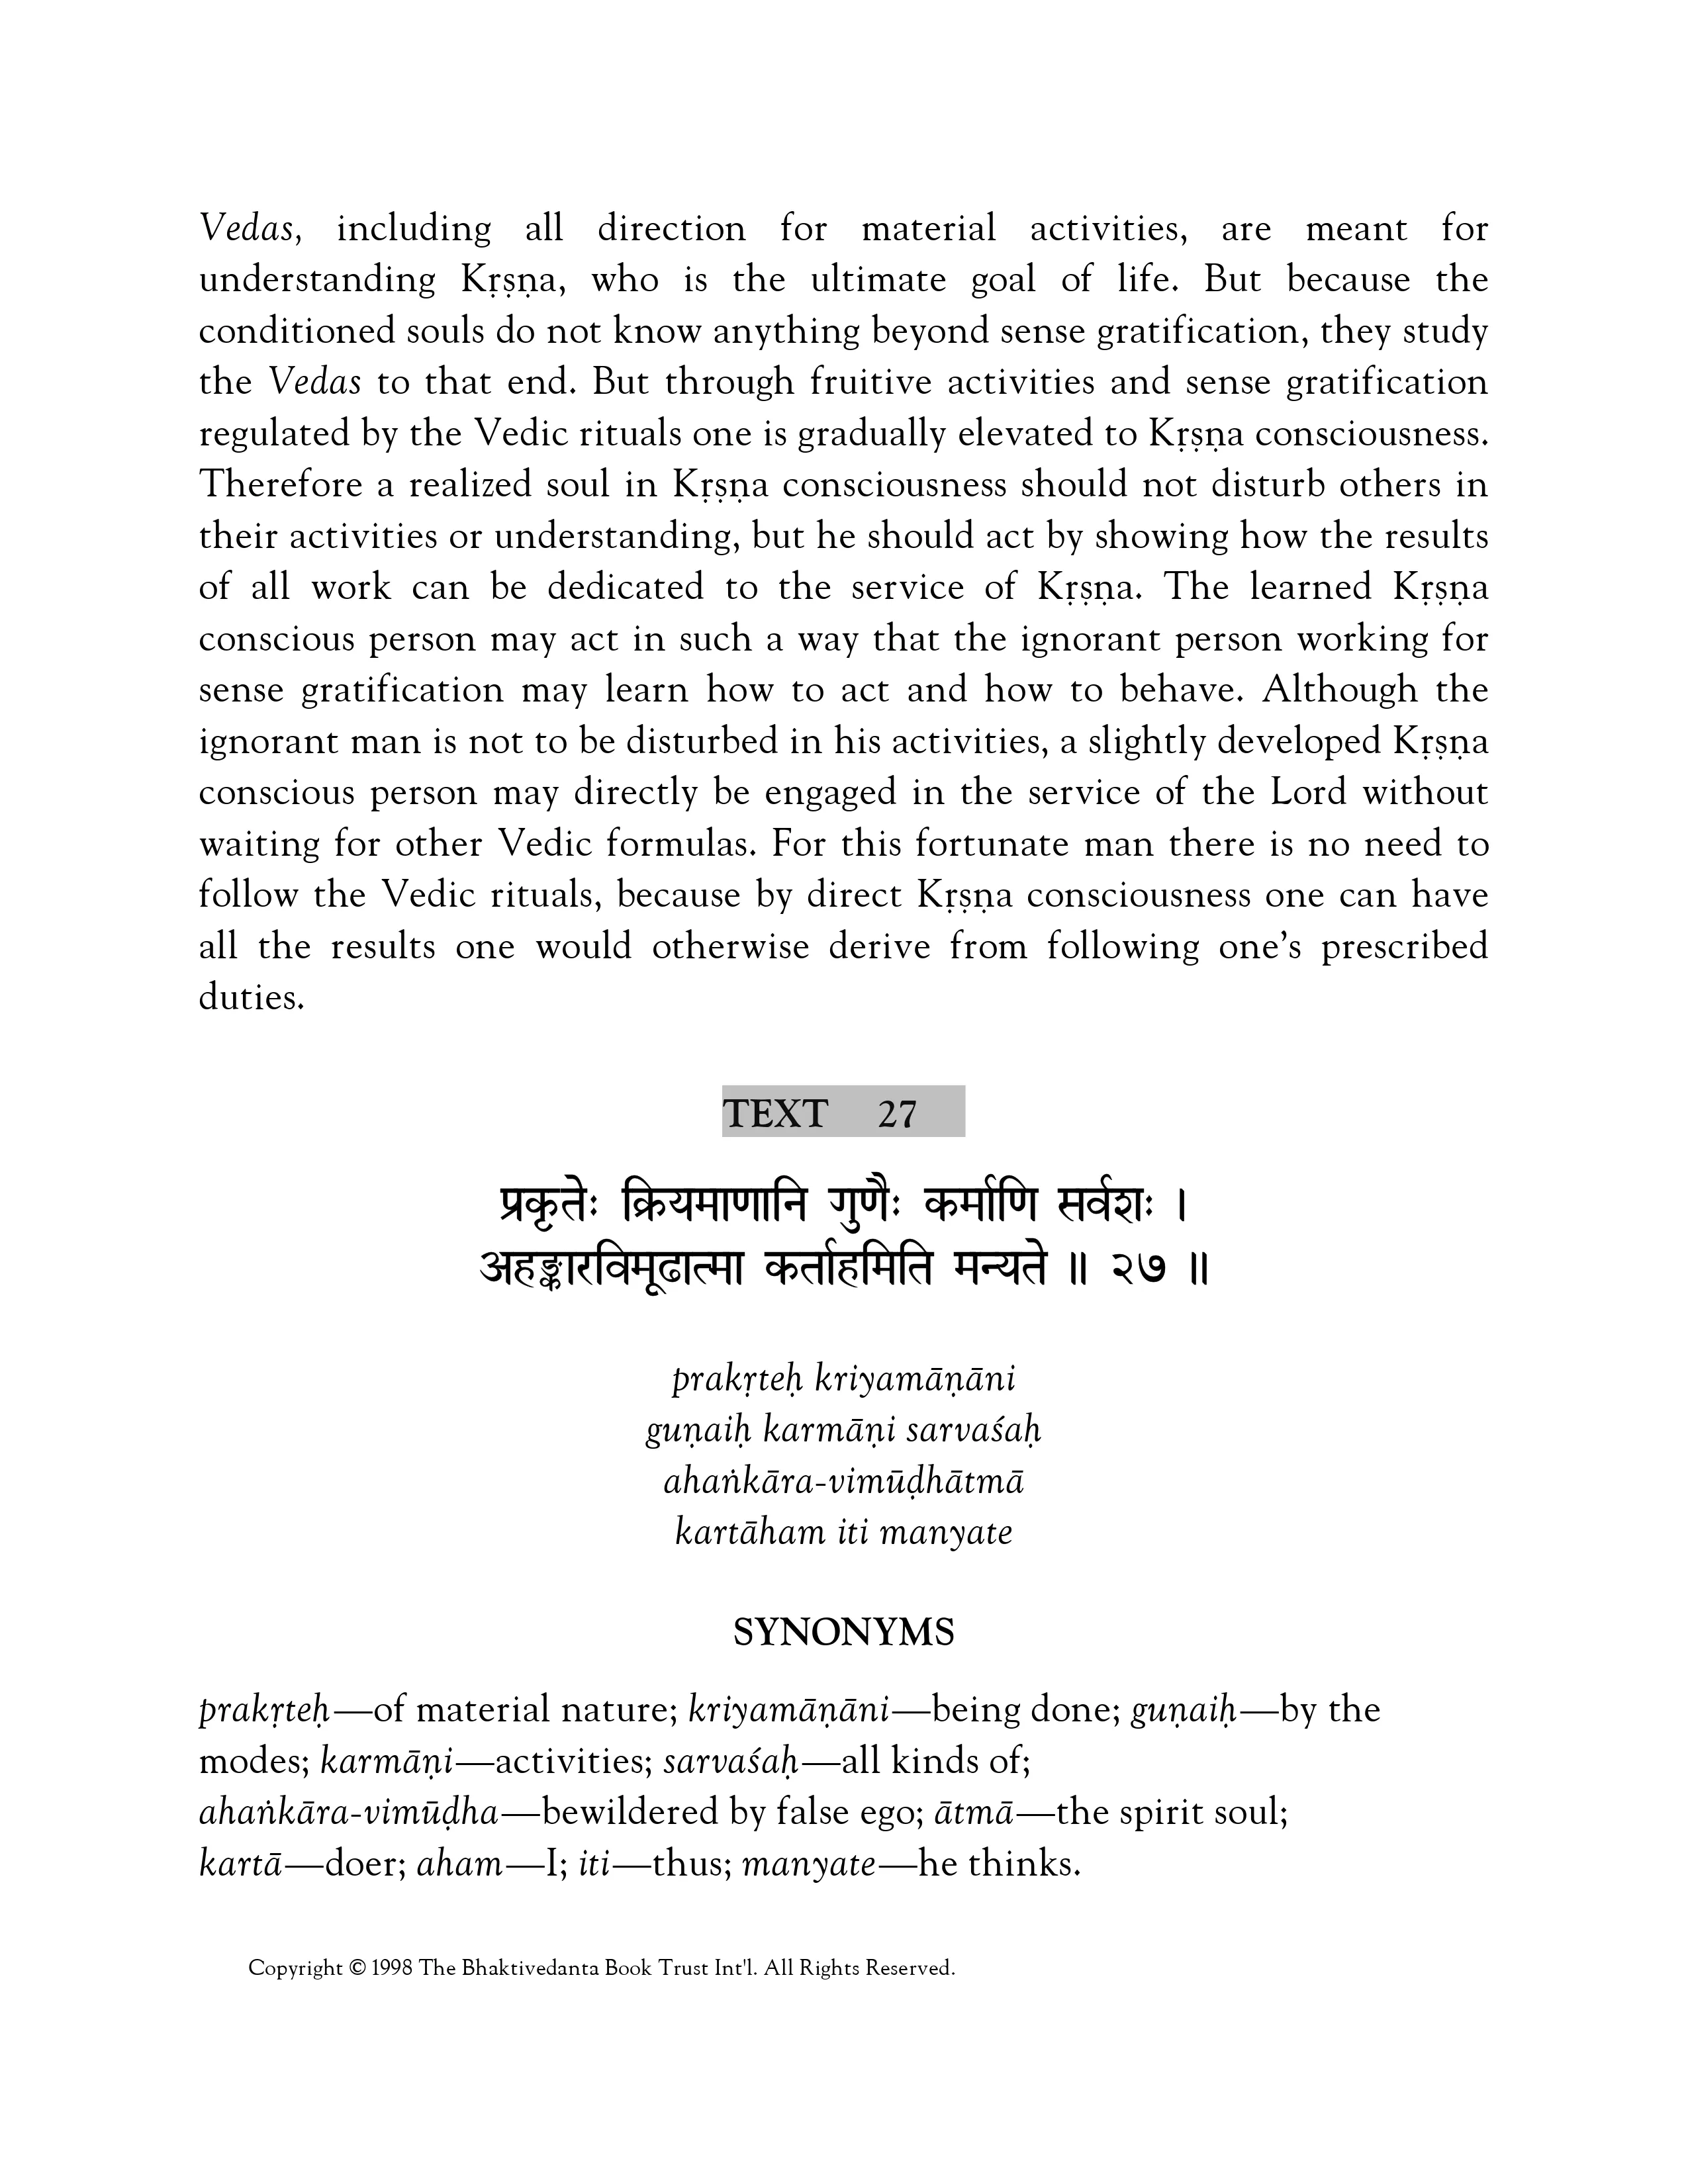 Vedas, including all direction for material activities, are meant for
understanding Kṛṣṇa, who is the ultimate goal of life. But because the
conditioned souls do not know anything beyond sense gratification, they study
the Vedas to that end. But through fruitive activities and sense gratification
regulated by the Vedic rituals one is gradually elevated to Kṛṣṇa consciousness.
Therefore a realized soul in Kṛṣṇa consciousness should not disturb others in
their activities or understanding, but he should act by showing how the results
of all work can be dedicated to the service of Kṛṣṇa. The learned Kṛṣṇa
conscious person may act in such a way that the ignorant person working for
sense gratification may learn how to act and how to behave. Although the
ignorant man is not to be disturbed in his activities, a slightly developed Kṛṣṇa
conscious person may directly be engaged in the service of the Lord without
waiting for other Vedic formulas. For this fortunate man there is no need to
follow the Vedic rituals, because by direct Kṛṣṇa consciousness one can have
all the results one would otherwise derive from following one’s prescribed
duties.
TEXT 27
प्रकृतेः क्रियमाणानि गुणैः कर्माणि सर्वशः ।
अहङ्कारविमूढात्मा कर्ताहमिति मन्यते ॥ २७ ॥
prakṛteḥ kriyamāṇāni
guṇaiḥ karmāṇi sarvaśaḥ
ahaṅkāra-vimūḍhātmā
kartāham iti manyate
SYNONYMS
prakṛteḥ—of material nature; kriyamāṇāni—being done; guṇaiḥ—by the
modes; karmāṇi—activities; sarvaśaḥ—all kinds of;
ahaṅkāra-vimūḍha—bewildered by false ego; ātmā—the spirit soul;
kartā—doer; aham—I; iti—thus; manyate—he thinks.
Copyright © 1998 The Bhaktivedanta Book Trust Int'l. All Rights Reserved.